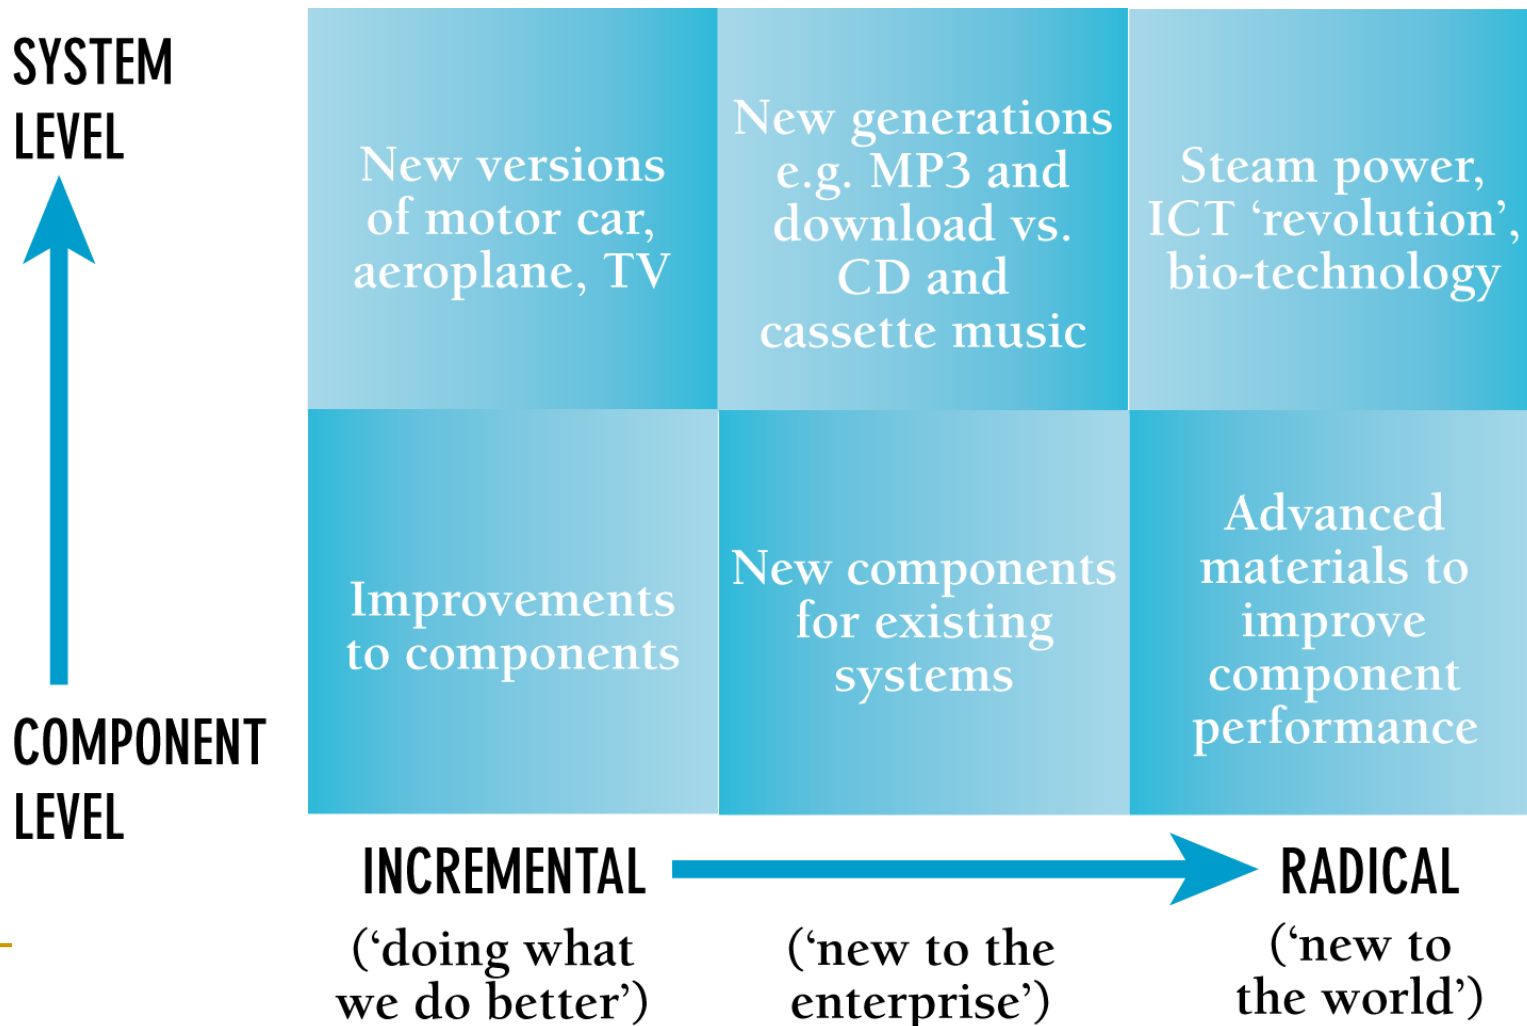 SYSTEM
LEVEL
New versions
of motor car,
aeroplane, TV
New generations
e.g. MP3 and
download vs.
CD and
cassette music
Steam power,
ICT ‘revolution’,
bio-technology
COMPONENT
LEVEL
Improvements
to components
New components
for existing
systems
Advanced
materials to
improve
component
performance
INCREMENTAL
RADICAL
(‘doing what
we do better’)
(‘new to the
enterprise’)
(‘new to
the world’)